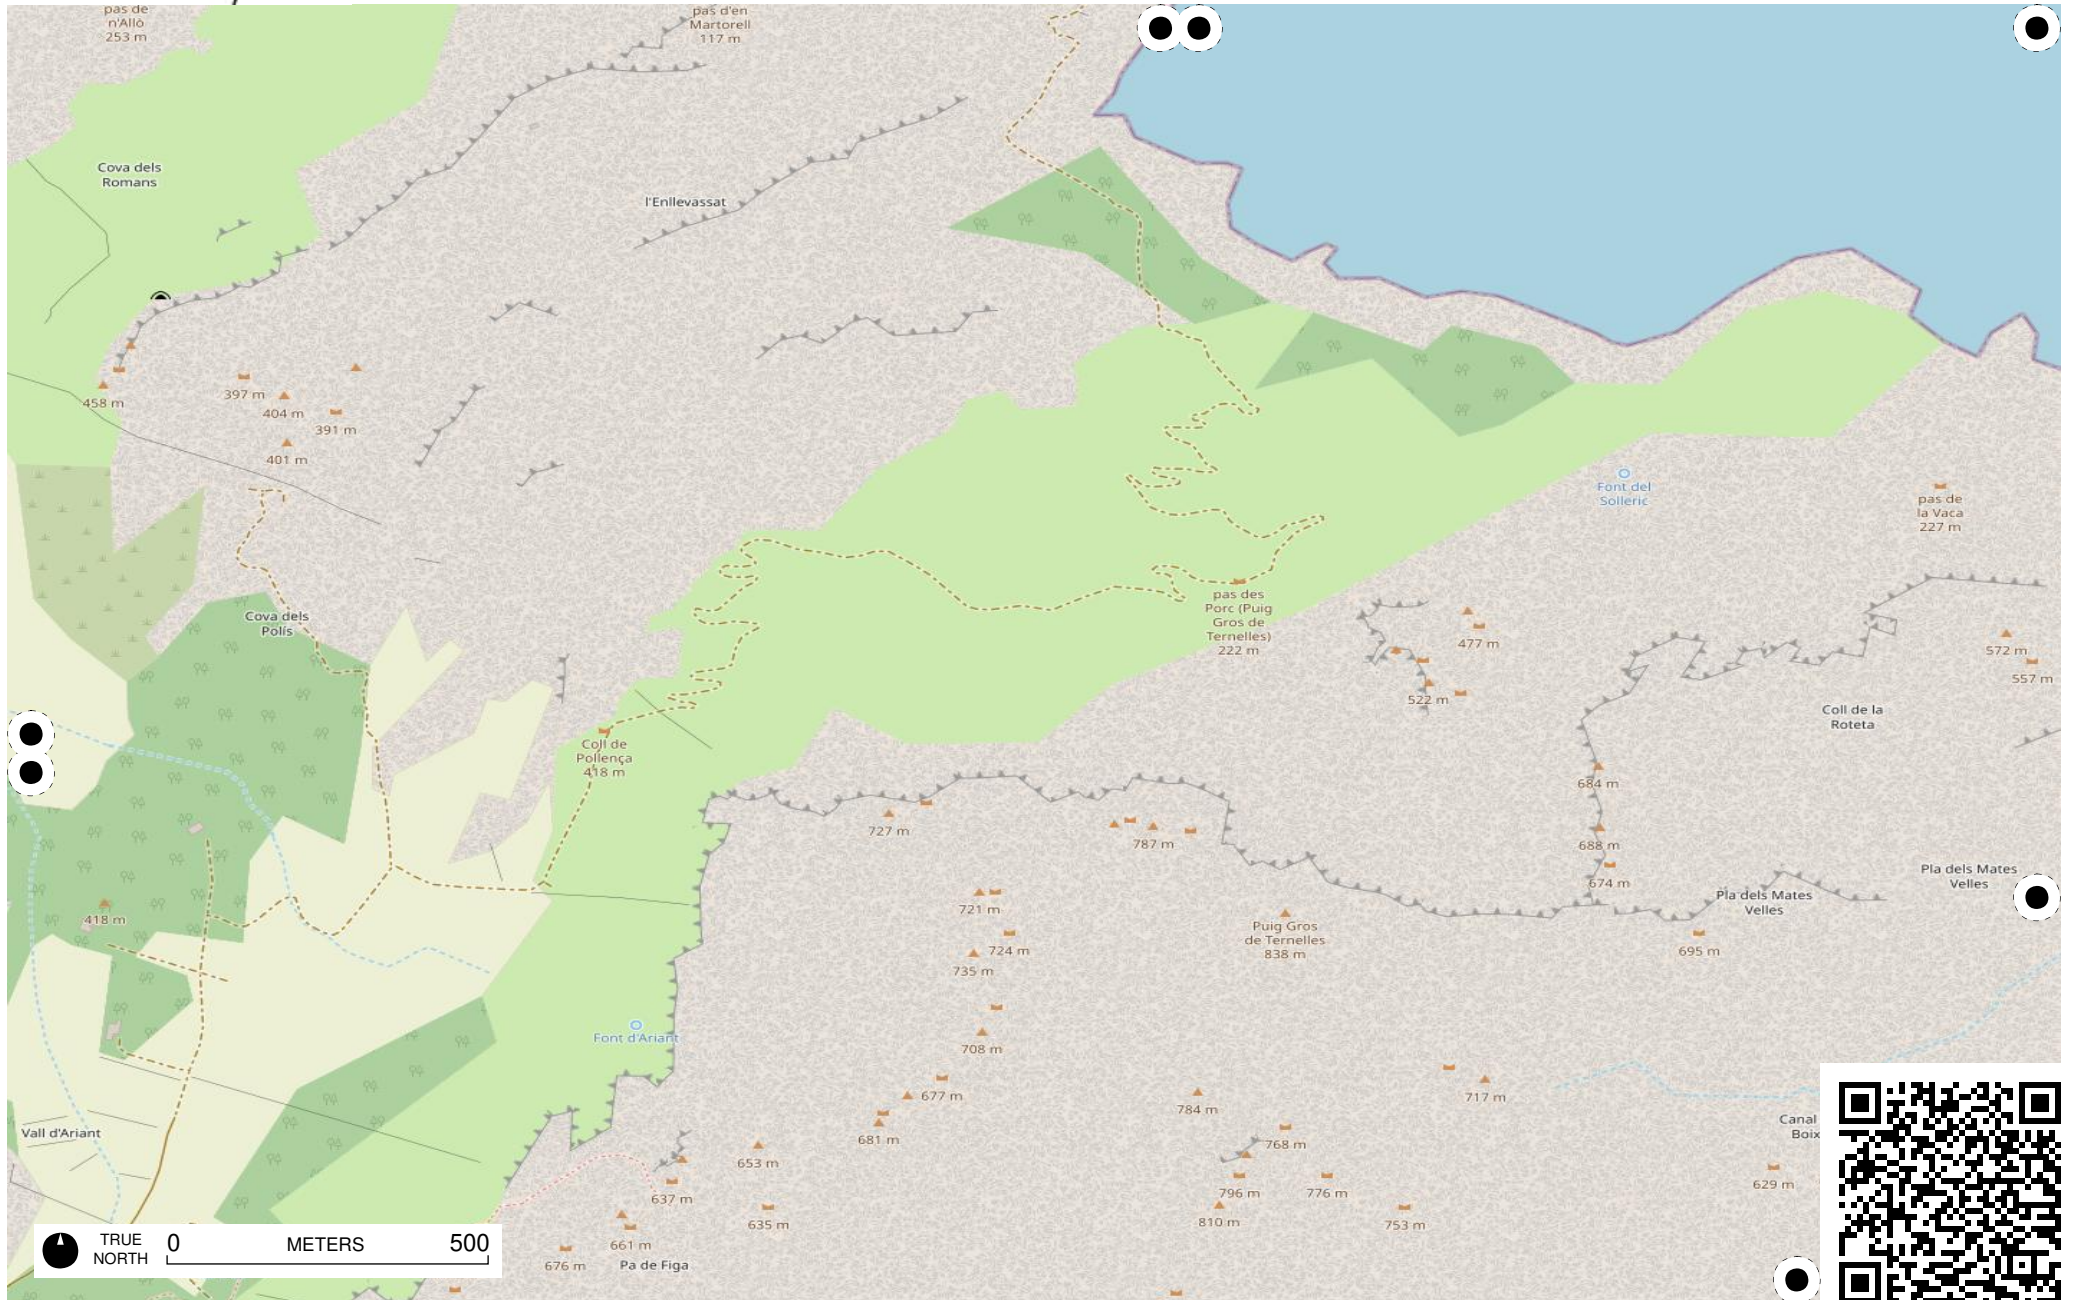 pas de
n'Alló
253 m
pas d'en
Martorell
117 m
Cova dels
Romans
l'Enllevassat
458 m
397 m
404 m
391 m
401 m
Font del
Solleric
pas de
la Vaca
227 m
Cova dels
Polís
pas des
Porc (Puig
Gros de
Ternelles)
222 m
477 m
572 m
557 m
522 m
Coll de la
Roteta
Coll de
Pollença
418 m
684 m
727 m
787 m
688 m
674 m
Pla dels Mates
Velles
Pla dels Mates
Velles
721 m
418 m
Puig Gros
de Ternelles
838 m
724 m
695 m
735 m
Font d'Ariant
708 m
677 m
717 m
784 m
Canal
Boix
Vall d'Ariant
681 m
768 m
653 m
629 m
637 m
796 m
776 m
635 m
810 m
753 m
661 m
676 m
Pa de Figa
TRUE
NORTH
0 METERS 500